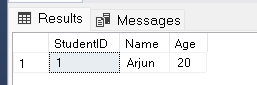 Results Messages
StudentID Name Age
1 1 Arjun 20